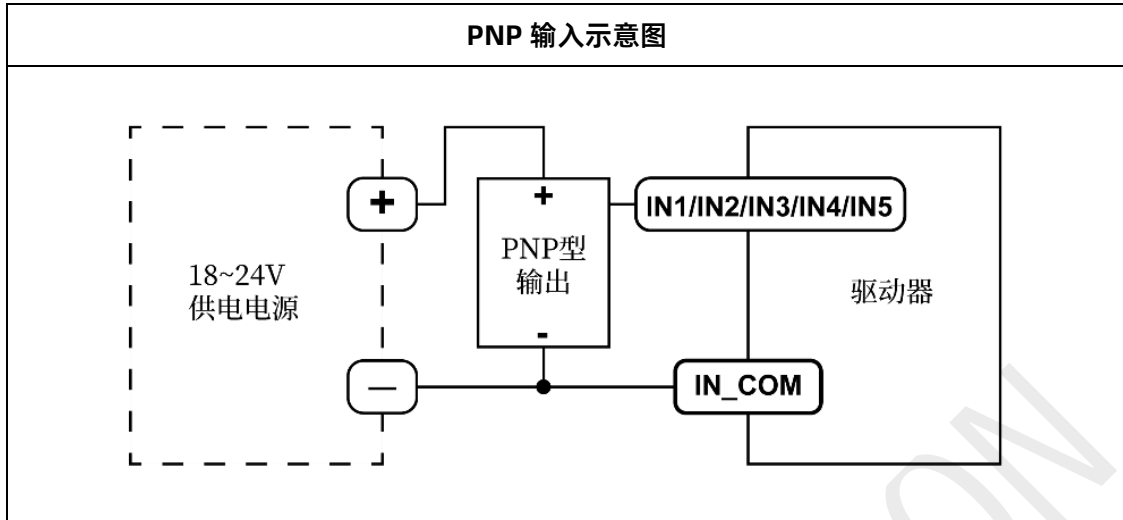 PNP 输入示意图
+
+
IN1/IN2/IN3/IN4/IN5
PNP型
输出
18~24V
供电电源
驱动器
-
—
IN_COM
ON